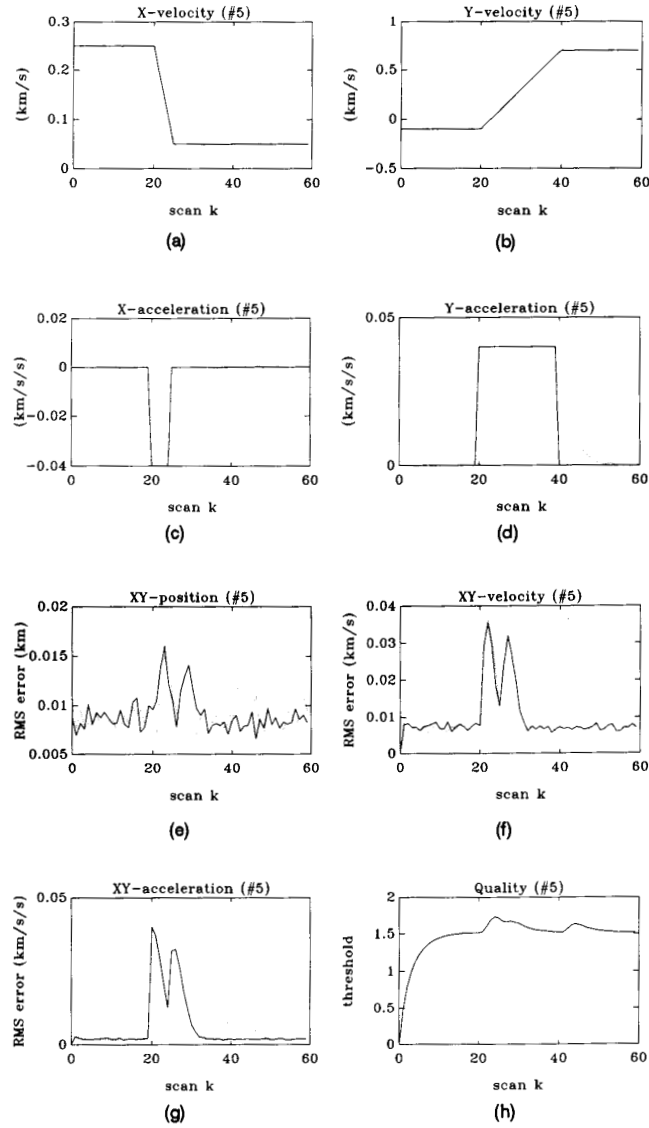 X-velocity (#5)
0.3
0.2
0.1
0
(km/s)
0 20 40 60
scan k
(a)
Y-velocity (#5)
1
0.5
0
−0.5
(km/s)
0 20 40 60
scan k
(b)
X-acceleration (#5)
0.02
0
−0.02
−0.04
(km/s/s)
0 20 40 60
scan k
(c)
Y-acceleration (#5)
0.05
0
(km/s/s)
0 20 40 60
scan k
(d)
XY-position (#5)
0.02
0.015
0.01
0.005
RMS error (km)
0 20 40 60
scan k
(e)
XY-velocity (#5)
0.04
0.03
0.02
0.01
0
RMS error (km/s)
0 20 40 60
scan k
(f)
XY-acceleration (#5)
0.05
0
RMS error (km/s/s)
0 20 40 60
scan k
(g)
Quality (#5)
2
1.5
1
0.5
0
threshold
0 20 40 60
scan k
(h)